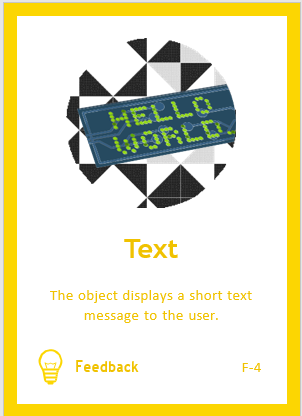 HELLO
WORLD.
Text
The object displays a short text
message to the user.
Feedback
F-4